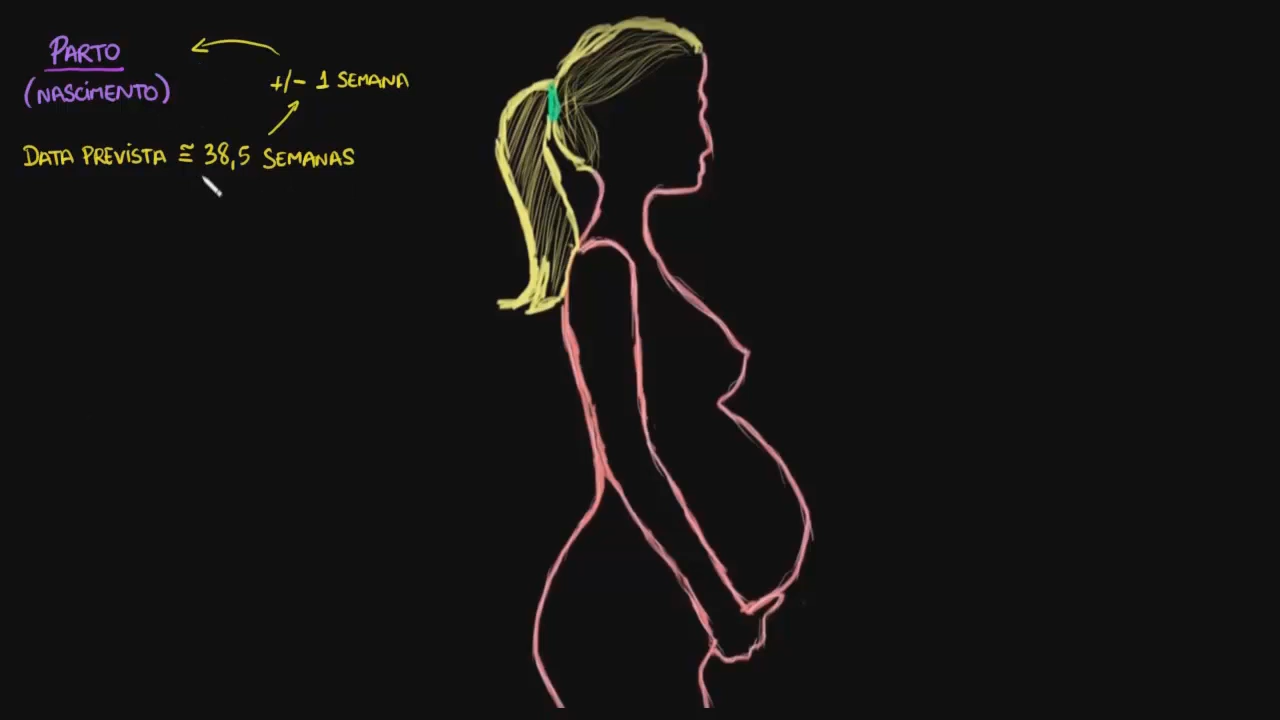 PARTO
(NASCIMENTO)
+/- 1 SEMANA
DATA PREVISTA ≅ 38,5 SEMANAS